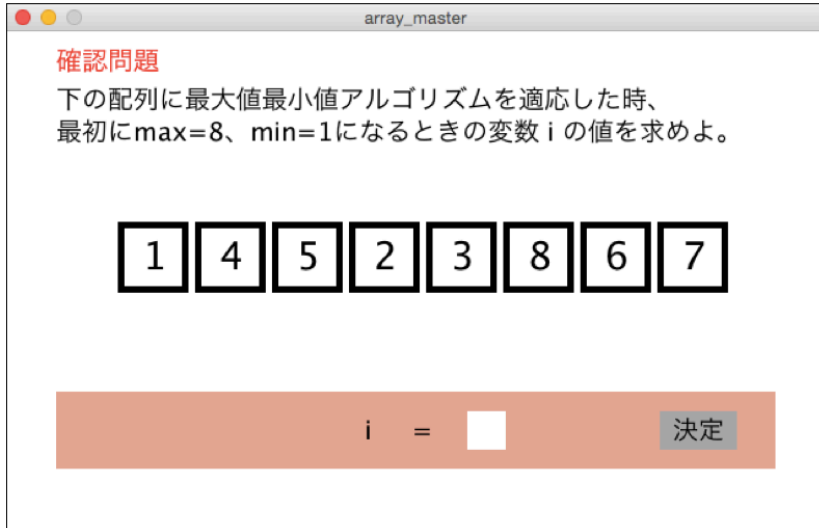 array_master
確認問題
下の配列に最大値最小値アルゴリズムを適応した時、
最初にmax=8、min=1になるときの変数 i の値を求めよ。
1 4 5 2 3 8 6 7
i = 決定